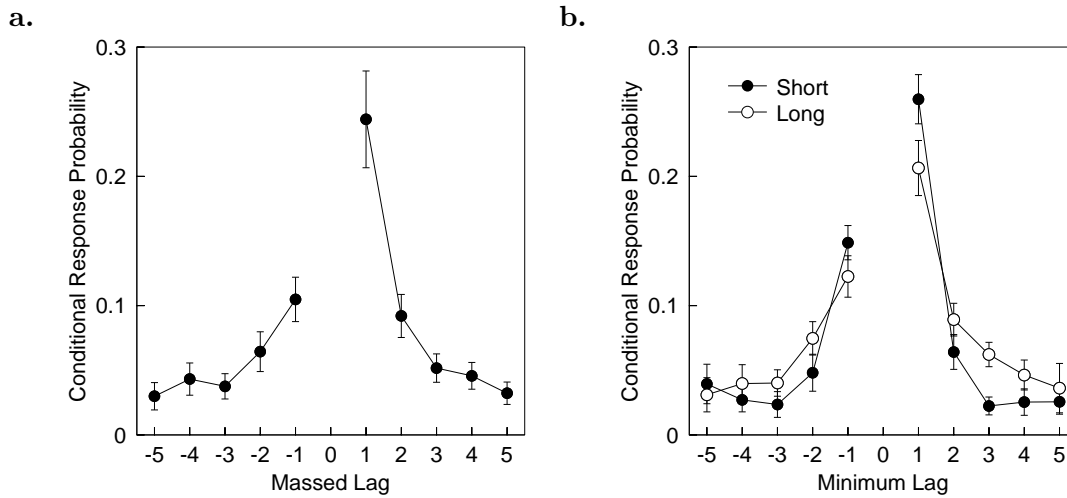 a.
0.3
0.2
0.1
0
Conditional Response Probability
-5 -4 -3 -2 -1 0 1 2 3 4 5
Massed Lag
b.
0.3
0.2
0.1
0
Conditional Response Probability
Short
Long
-5 -4 -3 -2 -1 0 1 2 3 4 5
Minimum Lag